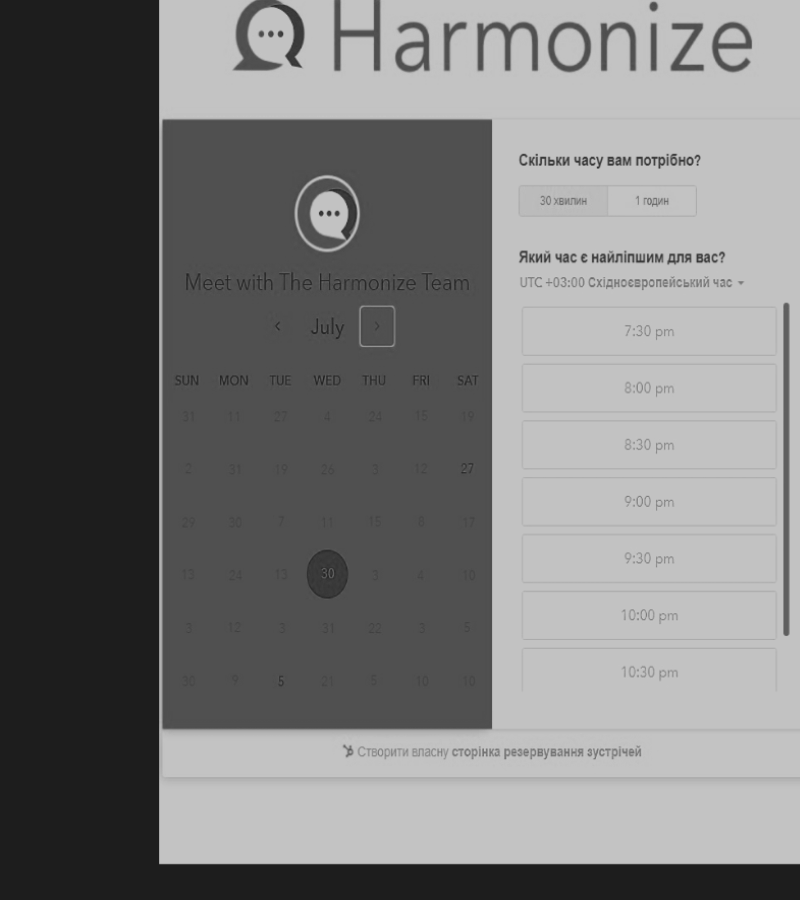 Harmonize
Meet with The Harmonize Team
July
SUN MON TUE WED THU FRI SAT
31 11 27 4 24 15 19
2 31 19 26 3 12 27
29 30 7 11 15 8 17
13 24 13 30 3 4 10
3 12 3 31 22 3 5
30 9 5 21 5 10 10
Скільки часу вам потрібно?
30 хвилин 1 годин
Який час є найліпшим для вас?
UTC +03:00 Східноєвропейський час
7:30 pm
8:00 pm
8:30 pm
9:00 pm
9:30 pm
10:00 pm
10:30 pm
Створити власну сторінка резервування зустрічей